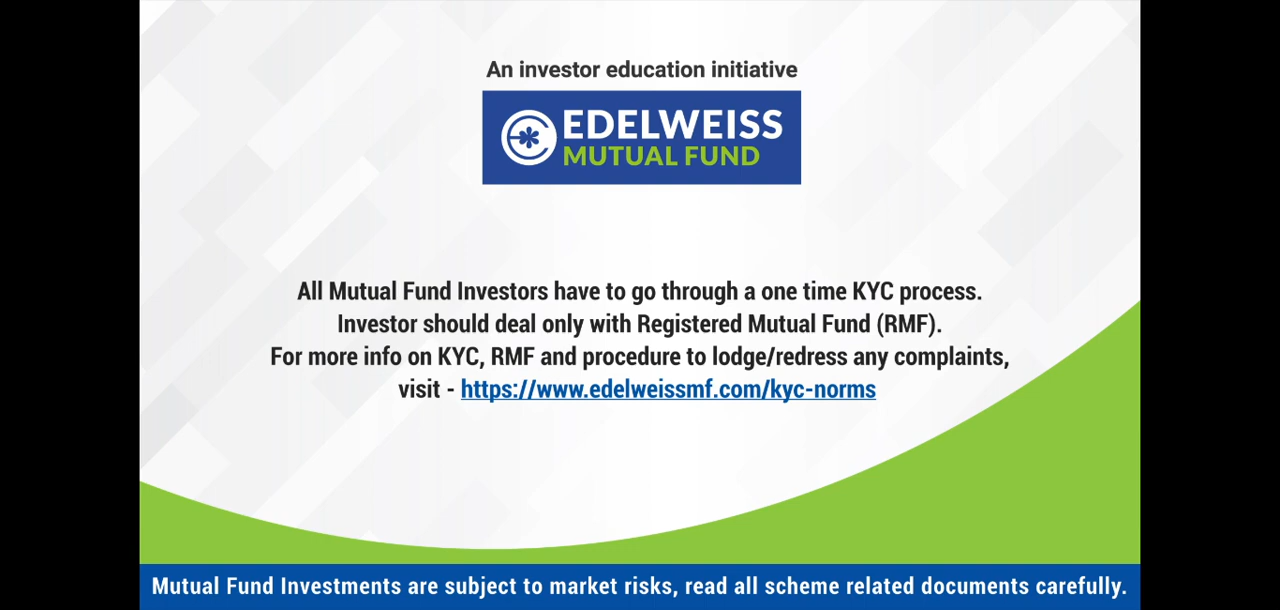 An investor education initiative
EDELWEISS
MUTUAL FUND
All Mutual Fund Investors have to go through a one time KYC process.
Investor should deal only with Registered Mutual Fund (RMF).
For more info on KYC, RMF and procedure to lodge/redress any complaints,
visit - https://www.edelweissmf.com/kyc-norms
Mutual Fund Investments are subject to market risks, read all scheme related documents carefully.